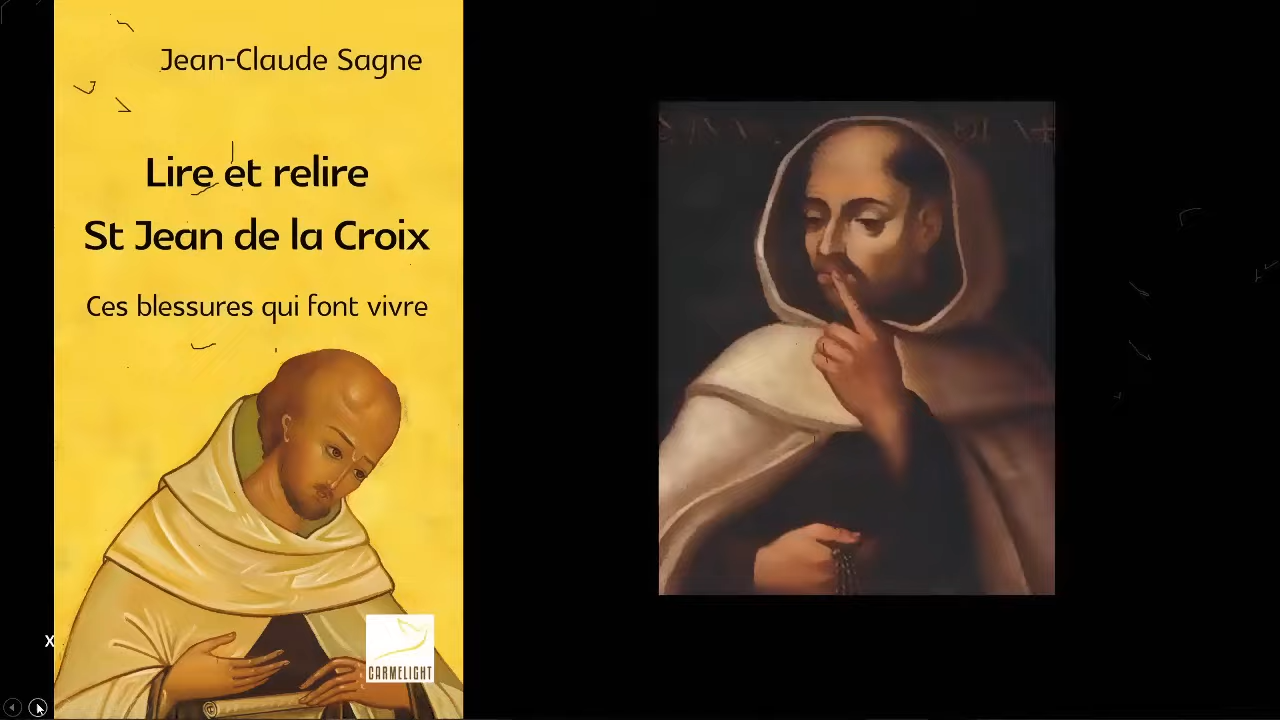 Jean-Claude Sagne
Lire et relire
St Jean de la Croix
Ces blessures qui font vivre
CARMELIGHT
X